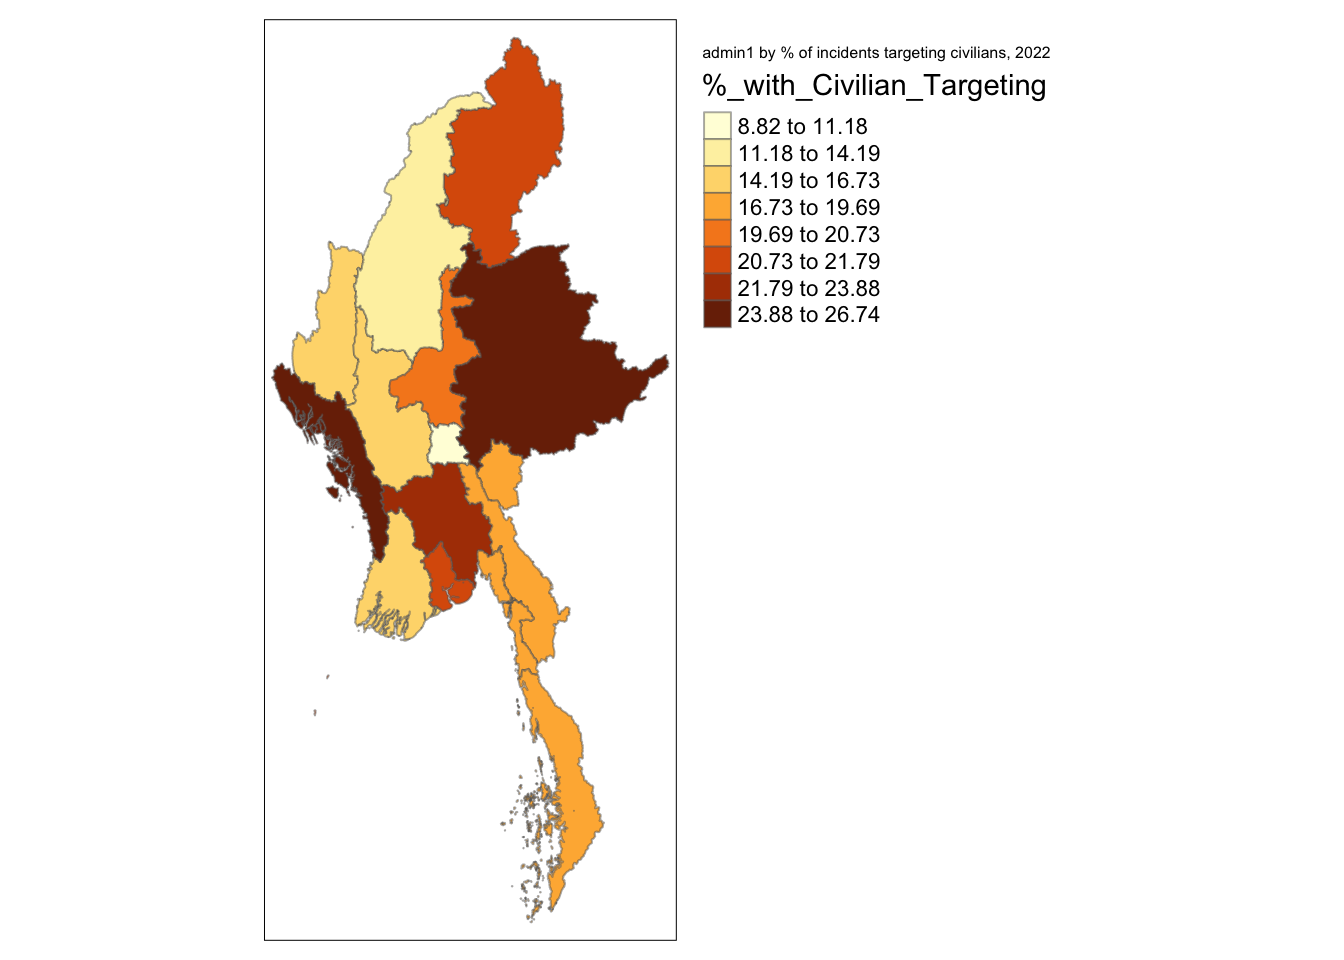 admin1 by % of incidents targeting civilians, 2022
%_with_Civilian_Targeting
8.82 to 11.18
11.18 to 14.19
14.19 to 16.73
16.73 to 19.69
19.69 to 20.73
20.73 to 21.79
21.79 to 23.88
23.88 to 26.74